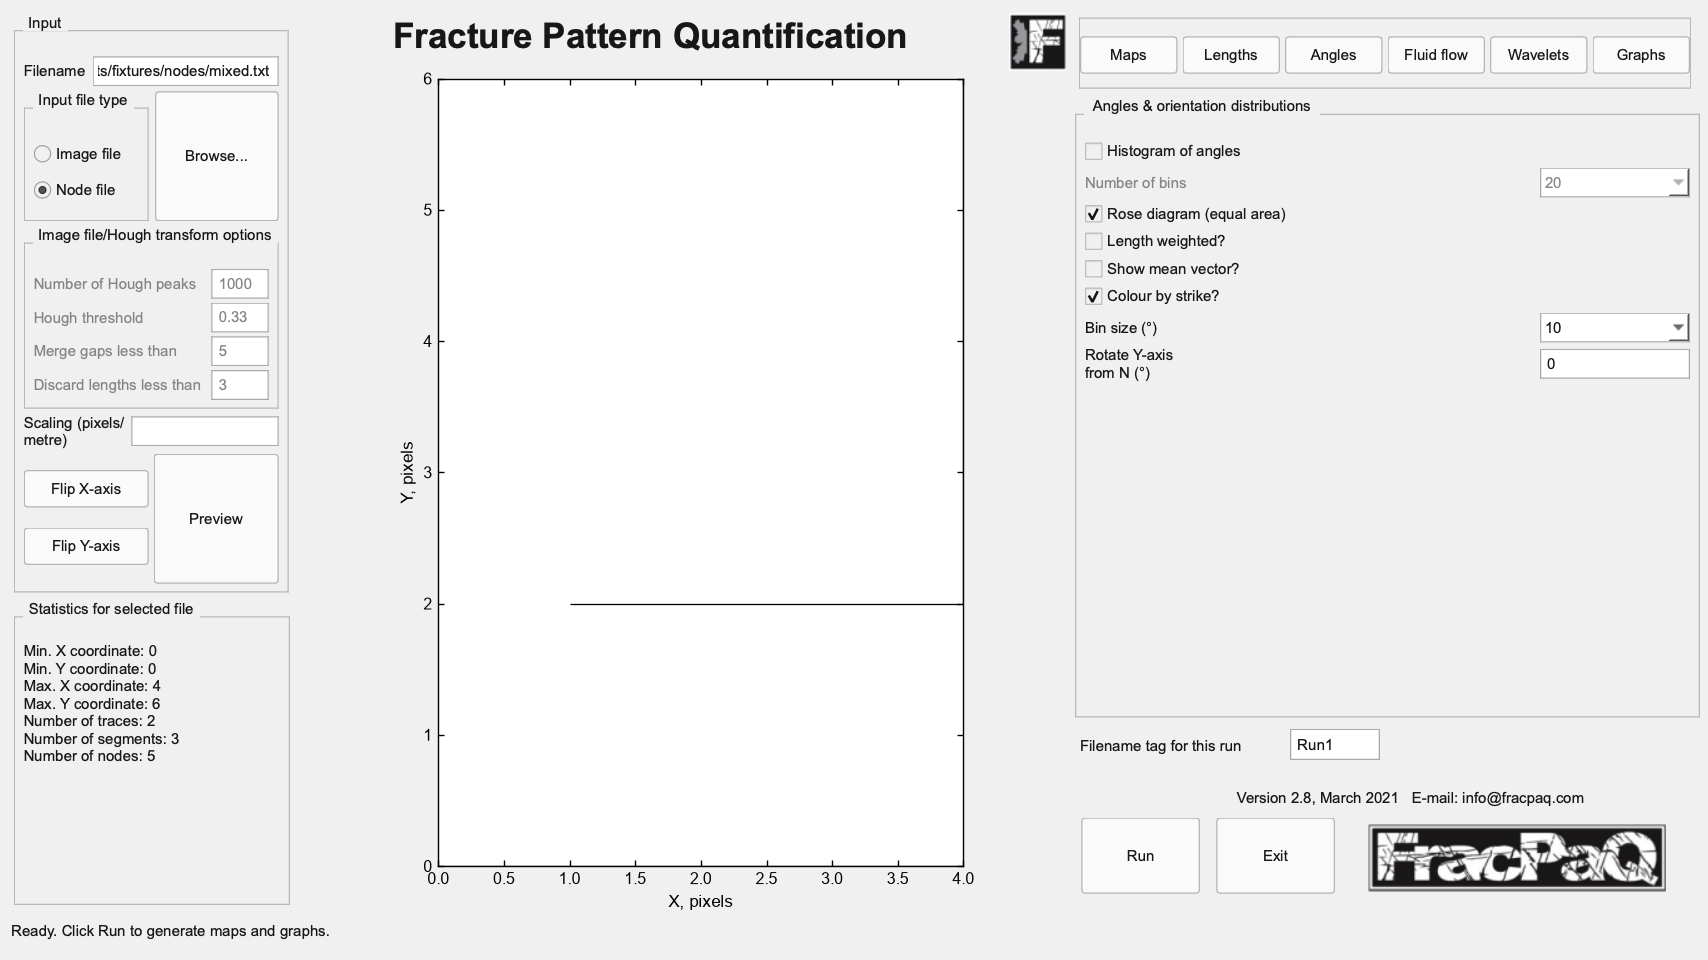 Input
Filename ts/fixtures/nodes/mixed.txt
Input file type
Image file
Node file
Browse...
Image file/Hough transform options
Number of Hough peaks 1000
Hough threshold 0.33
Merge gaps less than 5
Discard lengths less than 3
Scaling (pixels/
metre)
Flip X-axis
Flip Y-axis
Preview
Statistics for selected file
Min. X coordinate: 0
Min. Y coordinate: 0
Max. X coordinate: 4
Max. Y coordinate: 6
Number of traces: 2
Number of segments: 3
Number of nodes: 5
Ready. Click Run to generate maps and graphs.
Fracture Pattern Quantification
6
5
4
3
2
1
0
Y, pixels
0.0 0.5 1.0 1.5 2.0 2.5 3.0 3.5 4.0
X, pixels
F
Maps Lengths Angles Fluid flow Wavelets Graphs
Angles & orientation distributions
Histogram of angles
Number of bins 20
Rose diagram (equal area)
Length weighted?
Show mean vector?
Colour by strike?
Bin size (°) 10
Rotate Y-axis
from N (°) 0
Filename tag for this run Run1
Version 2.8, March 2021 E-mail: info@fracpaq.com
Run Exit FracPaQ